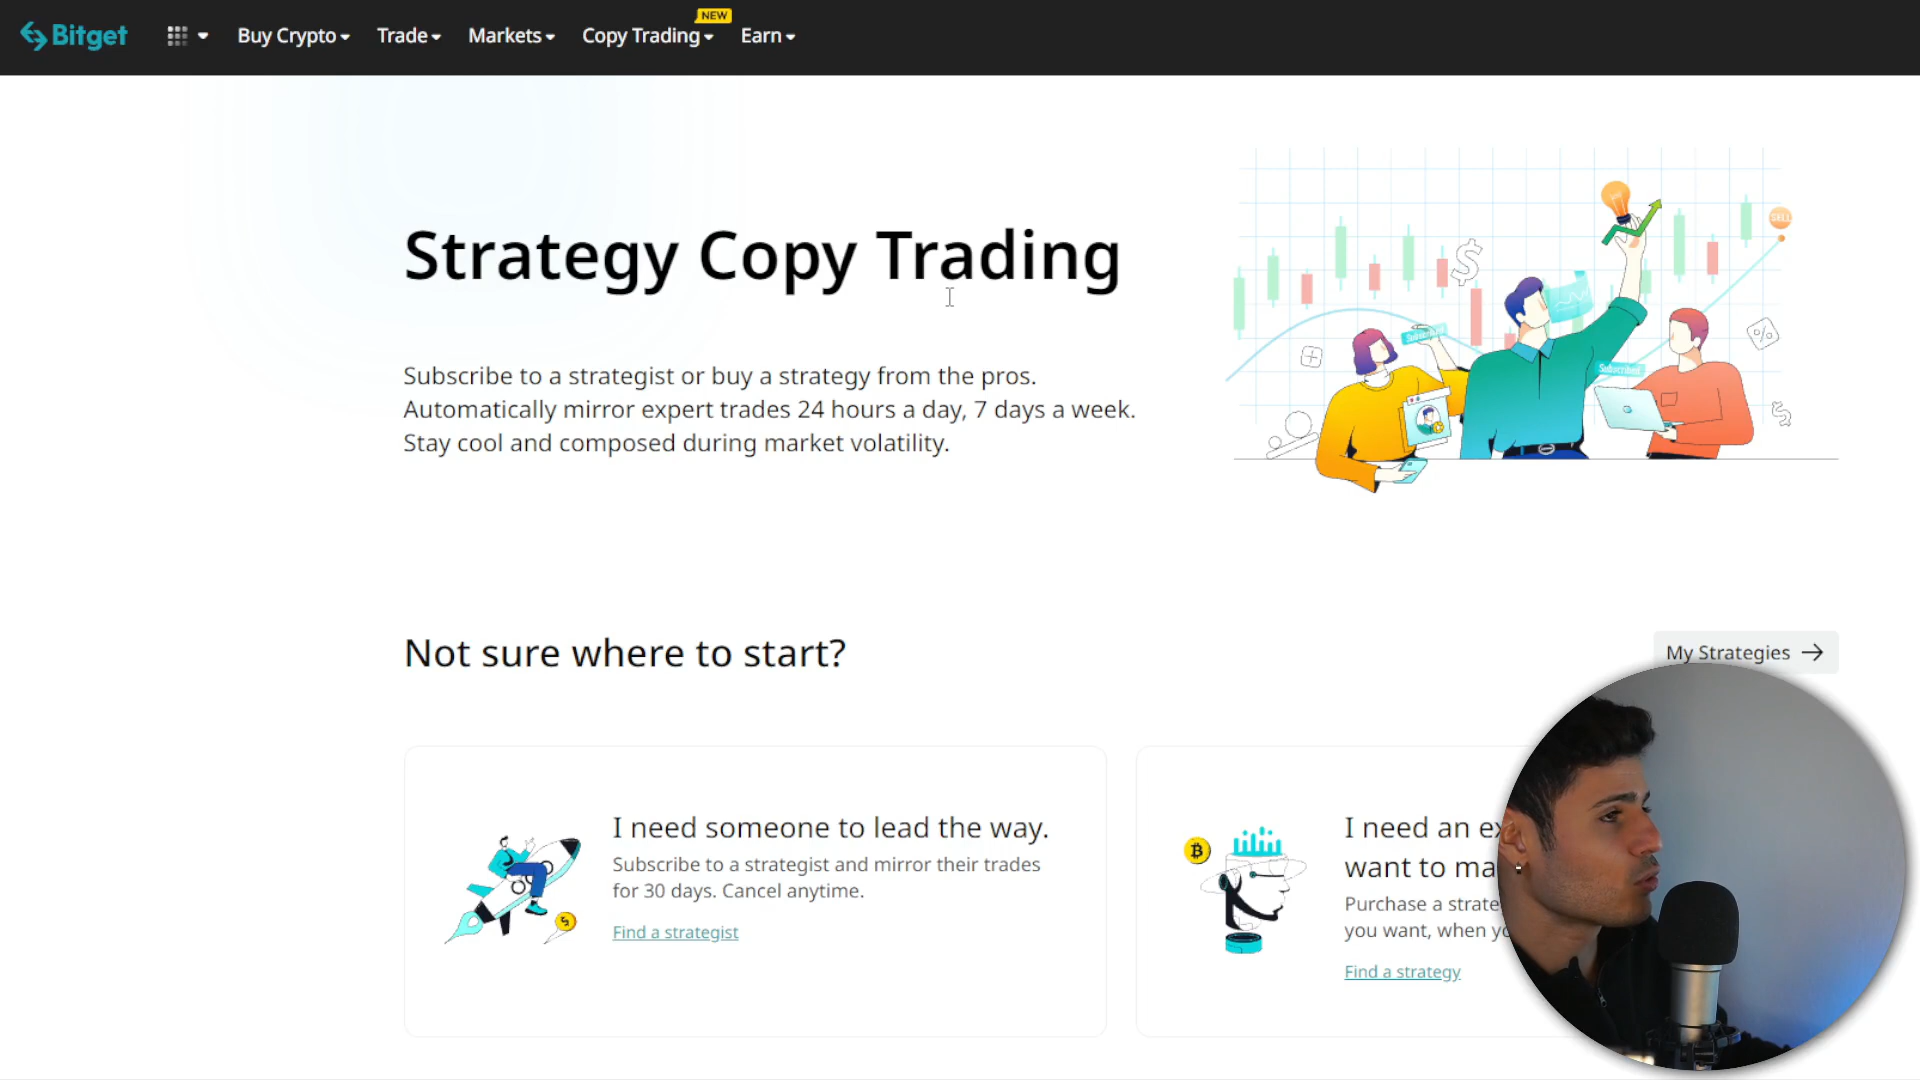 Bitget
Buy Crypto
Trade
Markets
Copy Trading
NEW
Earn
Strategy Copy Trading
Subscribe to a strategist or buy a strategy from the pros.
Automatically mirror expert trades 24 hours a day, 7 days a week.
Stay cool and composed during market volatility.
SELL
Subscribed
Not sure where to start?
My Strategies
I need someone to lead the way.
Subscribe to a strategist and mirror their trades
for 30 days. Cancel anytime.
Find a strategist
I need an
want to
Purchase a
you want, when
Find a strategy